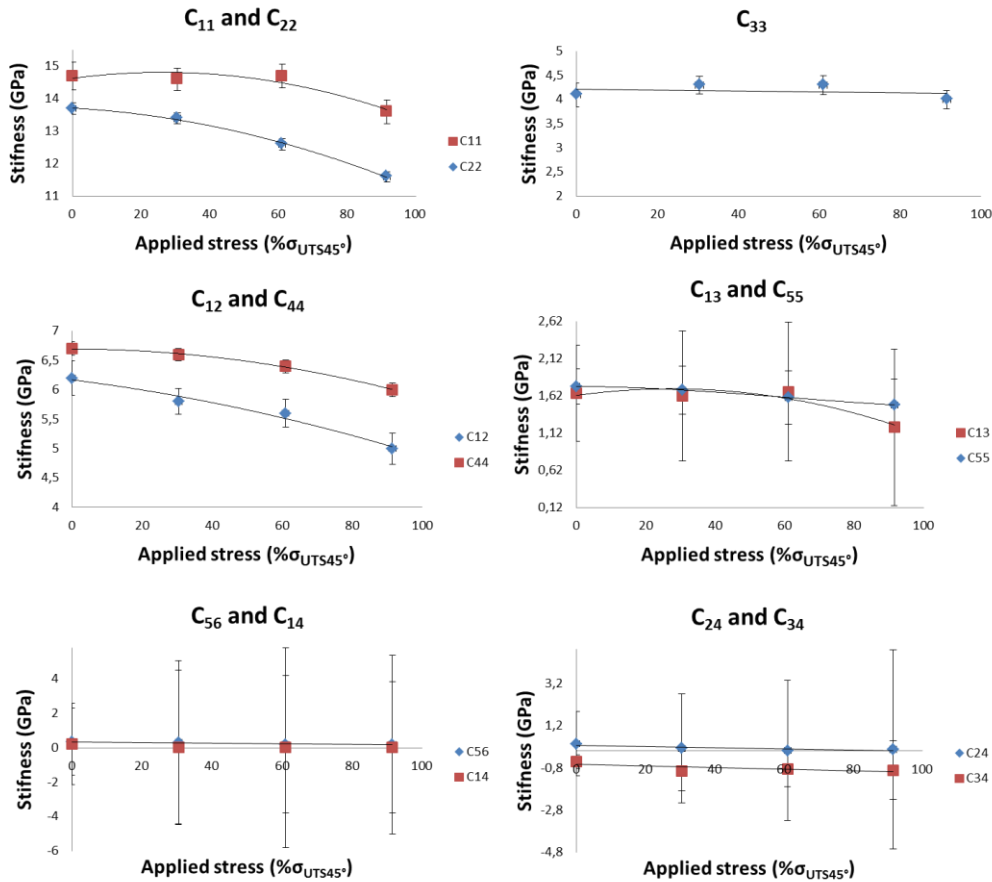 C₁₁ and C₂₂
Stifness (GPa)
15
14
13
12
11
0 20 40 60 80 100
Applied stress (%σUTS45°)
C11
C22
C₃₃
Stifness (GPa)
5
4,5
4
3,5
3
2,5
2
0 20 40 60 80 100
Applied stress (%σUTS45°)
C₁₂ and C₄₄
Stifness (GPa)
7
6,5
6
5,5
5
4,5
4
0 20 40 60 80 100
Applied stress (%σUTS45°)
C12
C44
C₁₃ and C₅₅
Stifness (GPa)
2,62
2,12
1,62
1,12
0,62
0,12
0 20 40 60 80 100
Applied stress (%σUTS45°)
C13
C55
C₅₆ and C₁₄
Stifness (GPa)
4
2
0
-2
-4
-6
0 20 40 60 80 100
Applied stress (%σUTS45°)
C56
C14
C₂₄ and C₃₄
Stifness (GPa)
3,2
1,2
-0,8
-2,8
-4,8
0 20 40 60 80 100
Applied stress (%σUTS45°)
C24
C34